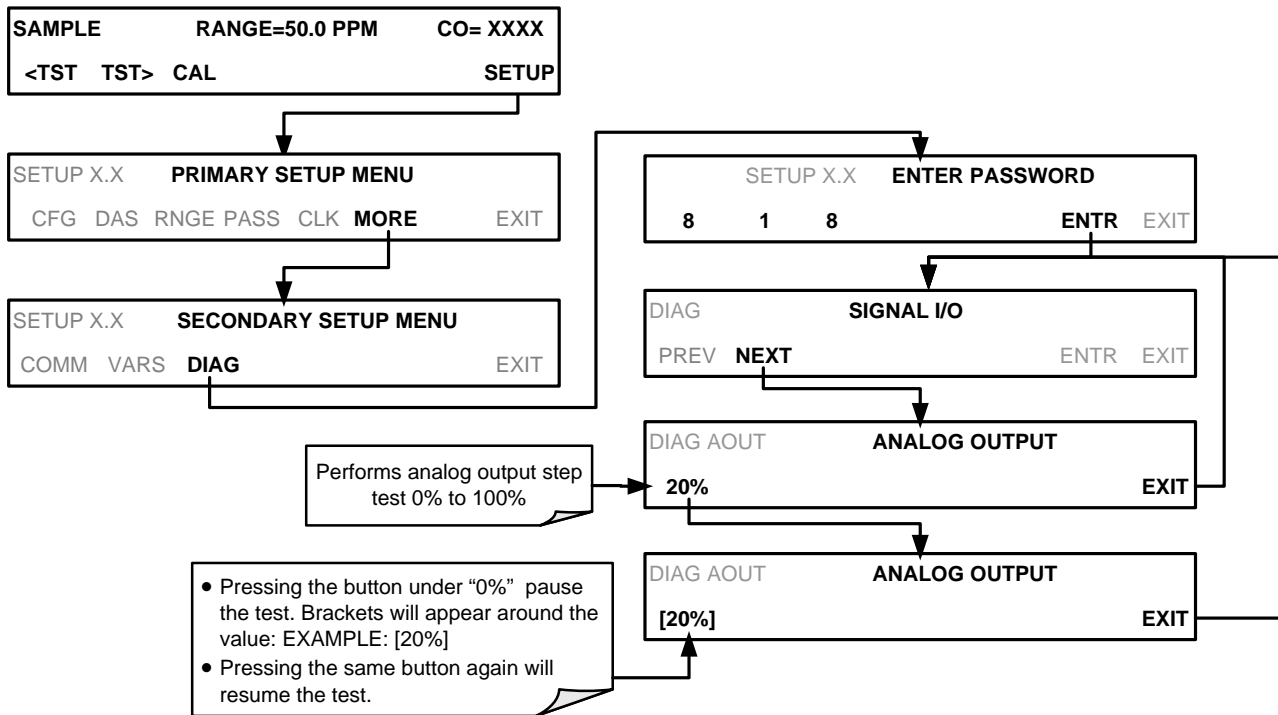 SAMPLE RANGE=50.0 PPM CO= XXXX
<TST TST> CAL SETUP
SETUP X.X PRIMARY SETUP MENU
CFG DAS RNGE PASS CLK MORE EXIT
SETUP X.X SECONDARY SETUP MENU
COMM VARS DIAG EXIT
SETUP X.X ENTER PASSWORD
8 1 8 ENTR EXIT
DIAG SIGNAL I/O
PREV NEXT ENTR EXIT
DIAG AOUT ANALOG OUTPUT
20% EXIT
Performs analog output step
test 0% to 100%
DIAG AOUT ANALOG OUTPUT
[20%] EXIT
• Pressing the button under “0%” pause
the test. Brackets will appear around the
value: EXAMPLE: [20%]
• Pressing the same button again will
resume the test.